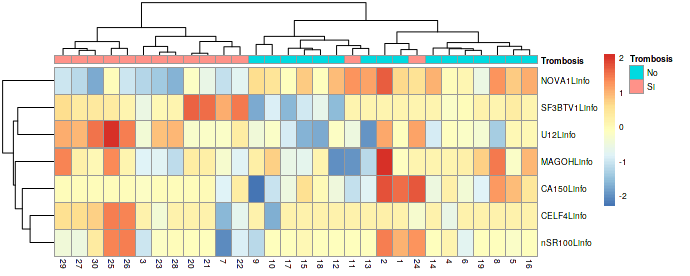 Trombosis
NOVA1Linfo
SF3BTV1Linfo
U12Linfo
MAGOHLinfo
CA150Linfo
CELF4Linfo
nSR100Linfo
29 27 30 25 26 3 23 28 20 21 7 22 9 10 17 15 18 12 11 13 2 1 24 14 4 6 19 8 5 16
2
1
0
-1
-2
Trombosis
No
SI